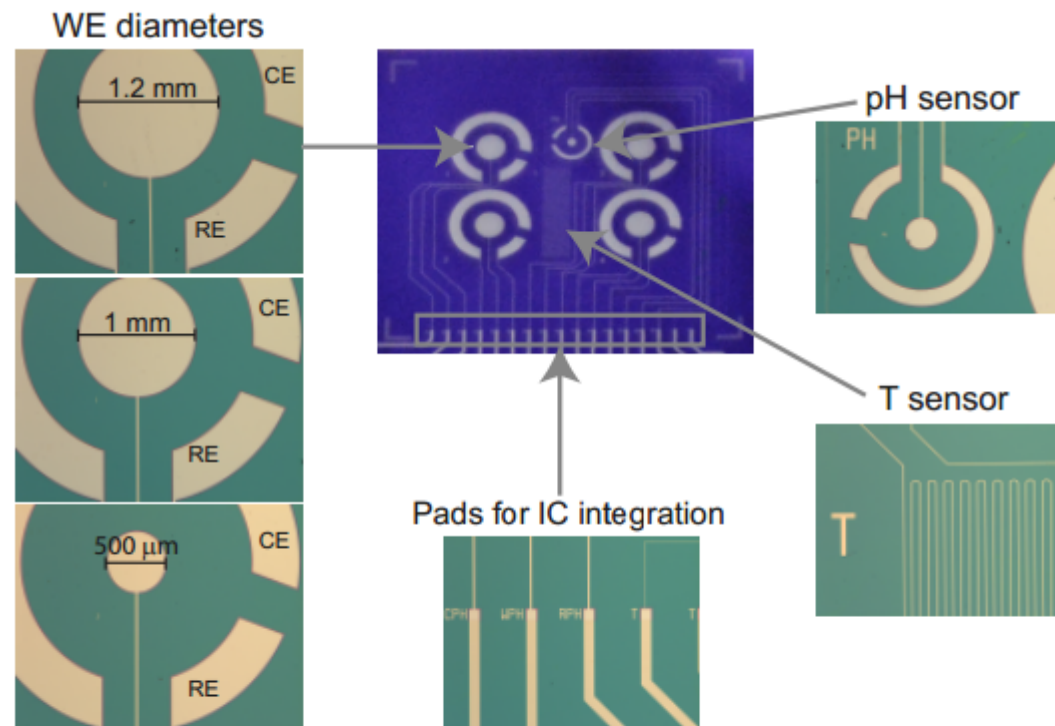 WE diameters
1.2 mm
CE
RE
1 mm
CE
RE
500 μm
CE
RE
pH sensor
PH
T sensor
T
Pads for IC integration
CPH
WPH
RPH
T
T